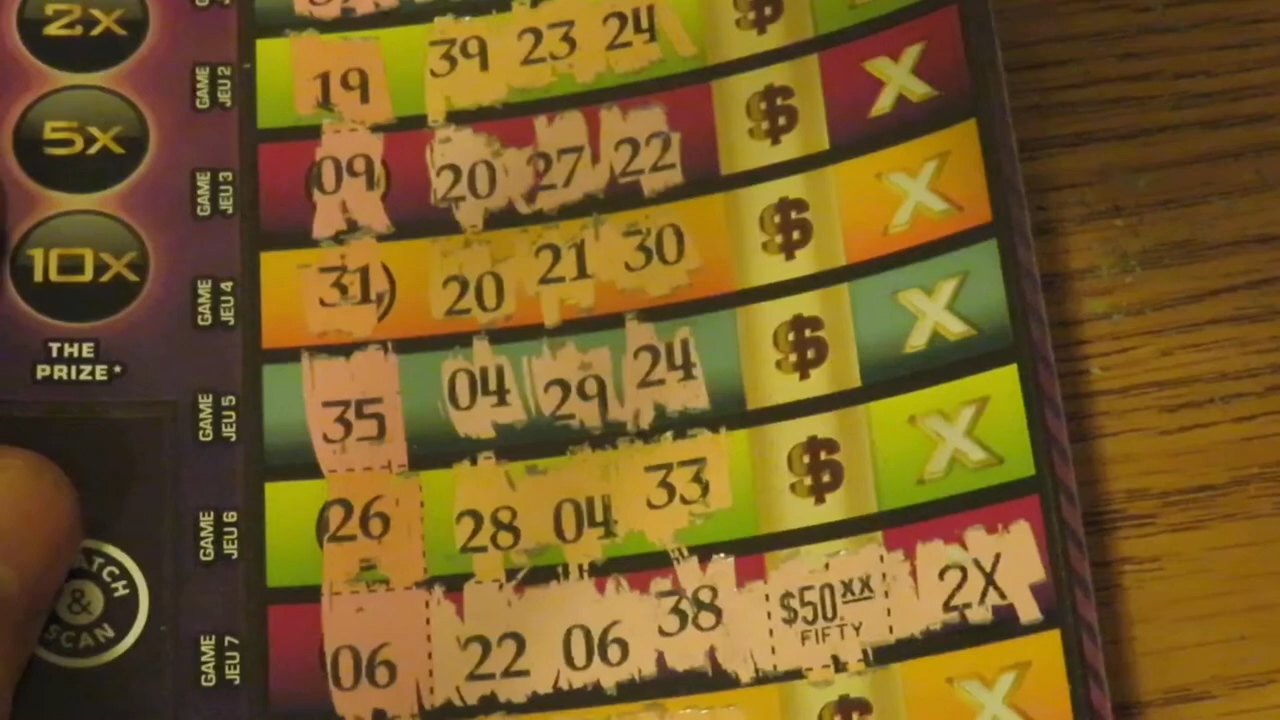 2X
GAME JEU 2
19 39 23 24 $
5X
GAME JEU 3
09 20 27 22 $ X
10X
GAME JEU 4
31 20 21 30 $ X
THE
PRIZE*
GAME JEU 5
35 04 29 24 $ X
GAME JEU 6
26 28 04 33 $ X
GAME JEU 7
06 22 06 38 $50.XX 2X
FIFTY
&
SCAN
$ X